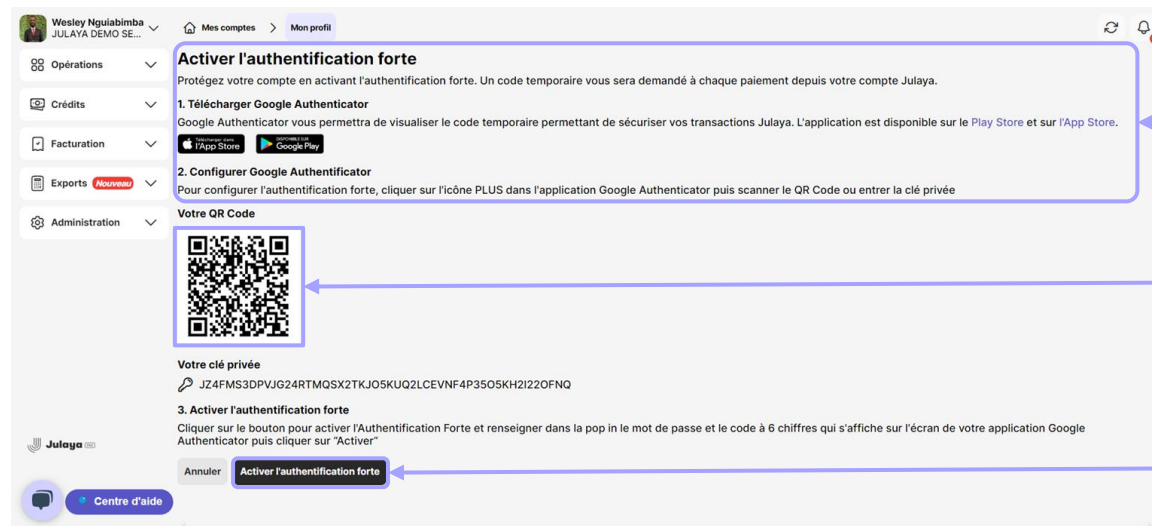 Wesley Nguiabimba
JULAYA DEMO SE...
Mes comptes > Mon profil
Opérations
Crédits
Facturation
Exports Nouveau
Administration
Activer l'authentification forte
Protégez votre compte en activant l'authentification forte. Un code temporaire vous sera demandé à chaque paiement depuis votre compte Julaya.
1. Télécharger Google Authenticator
Google Authenticator vous permettra de visualiser le code temporaire permettant de sécuriser vos transactions Julaya. L'application est disponible sur le Play Store et sur l'App Store.
Télécharger dans
l'App Store
DISPONIBLE SUR
Google Play
2. Configurer Google Authentificator
Pour configurer l'authentification forte, cliquer sur l'icône PLUS dans l'application Google Authenticator puis scanner le QR Code ou entrer la clé privée
Votre QR Code
Votre clé privée
JZ4FMS3DPVJG24RTMQSX2TKJO5KUQ2LCEVNF4P35O5KH2I22OFNQ
3. Activer l'authentification forte
Cliquer sur le bouton pour activer l'Authentification Forte et renseigner dans la pop in le mot de passe et le code à 6 chiffres qui s'affiche sur l'écran de votre application Google
Authenticator puis cliquer sur "Activer"
Annuler
Activer l'authentification forte
Julaya
Centre d'aide